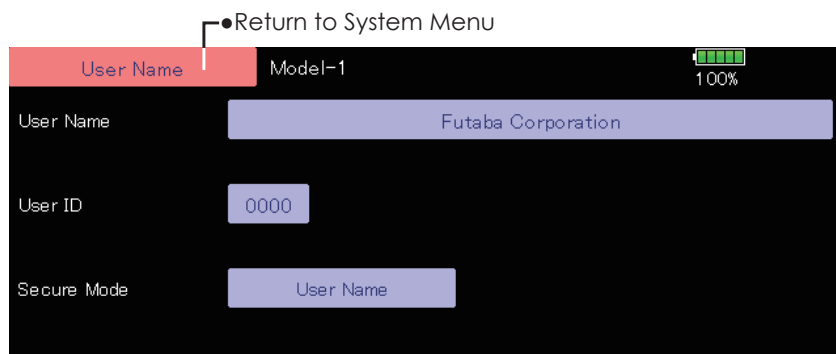 ●Return to System Menu
User Name Model-1
100%
User Name Futaba Corporation
User ID 0000
Secure Mode User Name